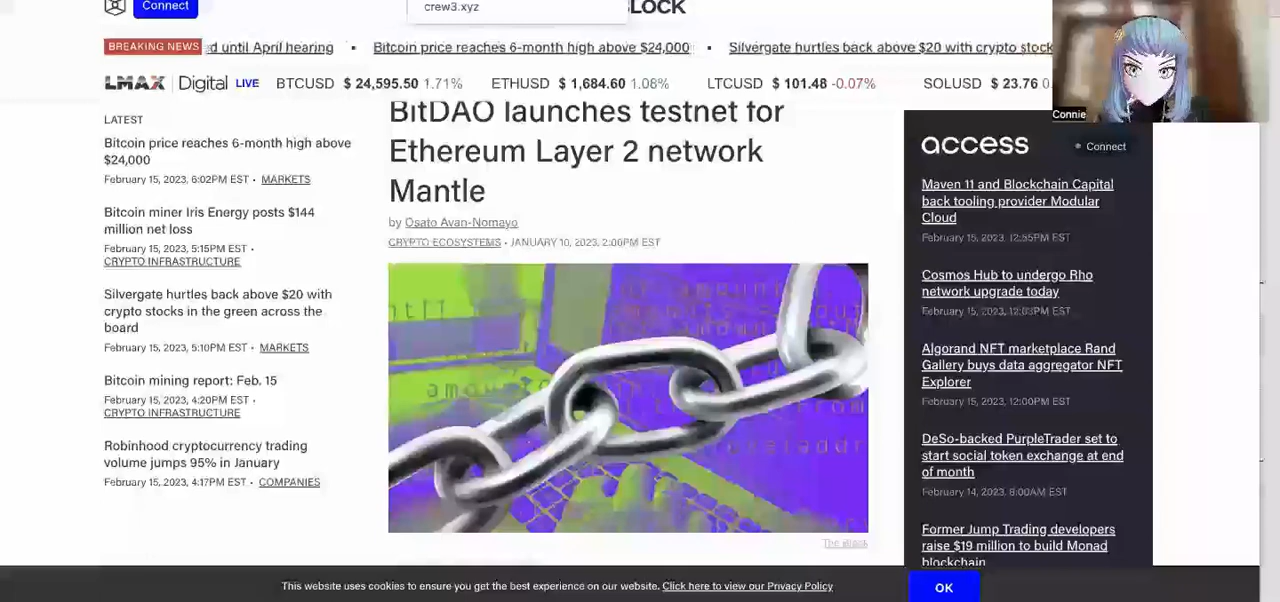 Connect
crew3.xyz
LOCK
BREAKING NEWS
d until April hearing ▪ Bitcoin price reaches 6-month high above $24,000 ▪ Silvergate hurtles back above $20 with crypto stock
LMAX Digital LIVE BTCUSD $ 24,595.50 1.71% ETHUSD $ 1,684.60 1.08% LTCUSD $ 101.48 -0.07% SOLUSD $ 23.76 0
Connie
LATEST
Bitcoin price reaches 6-month high above
$24,000
February 15, 2023, 6:02PM EST • MARKETS
Bitcoin miner Iris Energy posts $144
million net loss
February 15, 2023, 5:15PM EST •
CRYPTO INFRASTRUCTURE
Silvergate hurtles back above $20 with
crypto stocks in the green across the
board
February 15, 2023, 5:10PM EST • MARKETS
Bitcoin mining report: Feb. 15
February 15, 2023, 4:20PM EST •
CRYPTO INFRASTRUCTURE
Robinhood cryptocurrency trading
volume jumps 95% in January
February 15, 2023, 4:17PM EST • COMPANIES
BitDAO launches testnet for
Ethereum Layer 2 network
Mantle
by Osato Avan-Nomayo
CRYPTO ECOSYSTEMS • JANUARY 10, 2023, 2:00PM EST
The Block
access
Connect
Maven 11 and Blockchain Capital
back tooling provider Modular
Cloud
February 15, 2023, 12:55PM EST
Cosmos Hub to undergo Rho
network upgrade today
February 15, 2023, 12:03PM EST
Algorand NFT marketplace Rand
Gallery buys data aggregator NFT
Explorer
February 15, 2023, 12:00PM EST
DeSo-backed PurpleTrader set to
start social token exchange at end
of month
February 14, 2023, 8:00AM EST
Former Jump Trading developers
raise $19 million to build Monad
blockchain
This website uses cookies to ensure you get the best experience on our website. Click here to view our Privacy Policy
OK